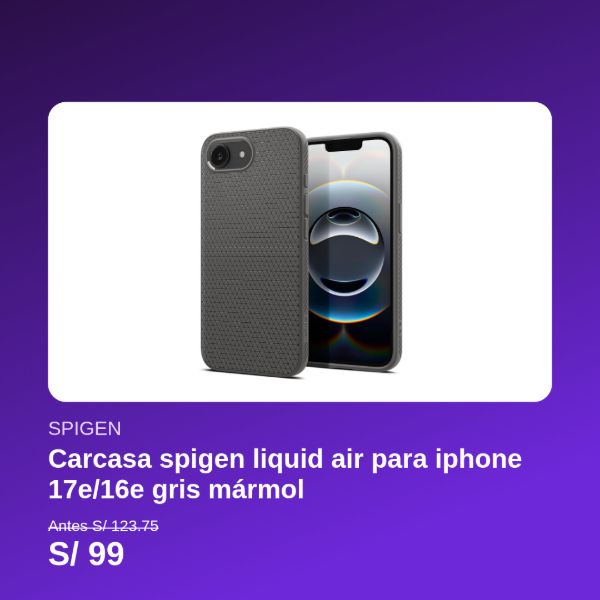 SPIGEN
Carcasa spigen liquid air para iphone
17e/16e gris mármol
Antes S/ 123.75
S/ 99